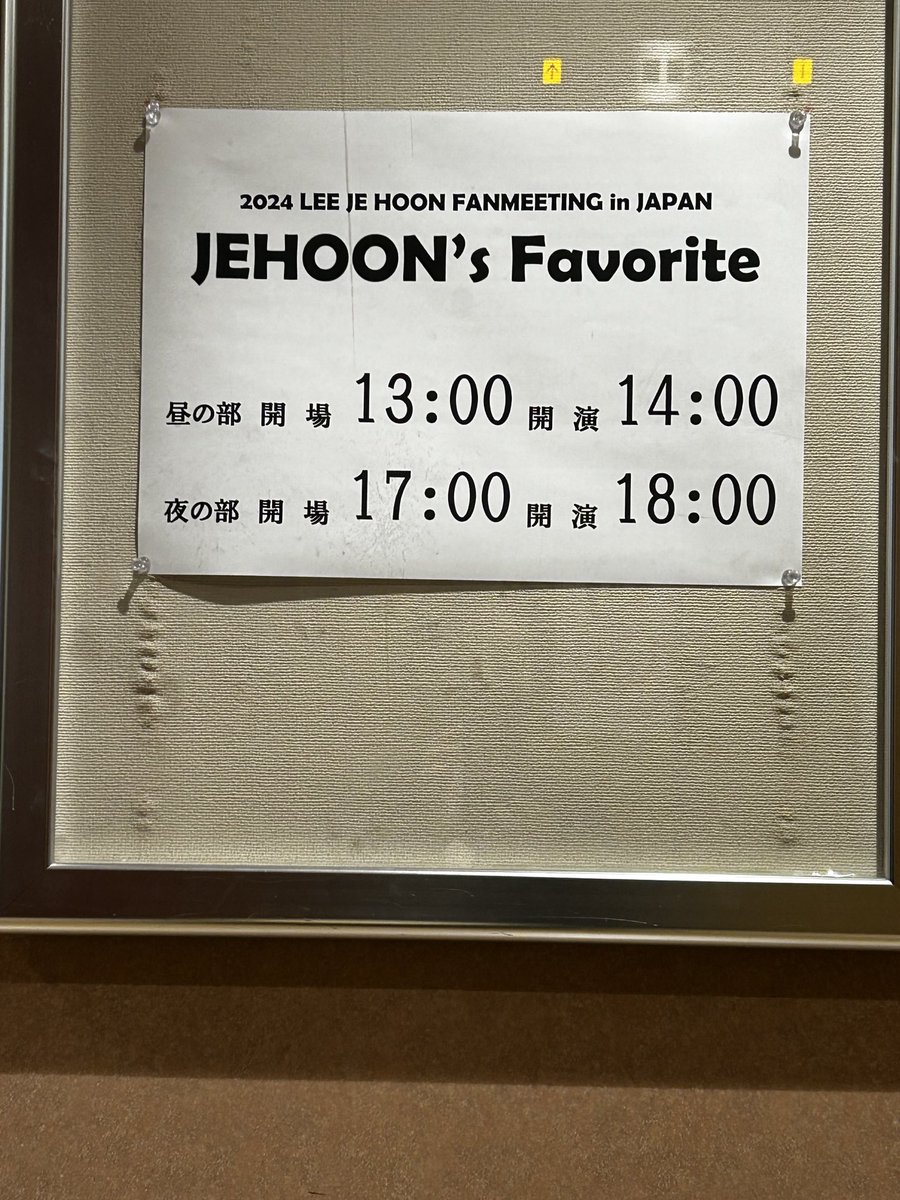 2024 LEE JE HOON FANMEETING in JAPAN
JEHOON's Favorite
昼の部 開 場 13:00 開 演 14:00
夜の部 開 場 17:00 開 演 18:00